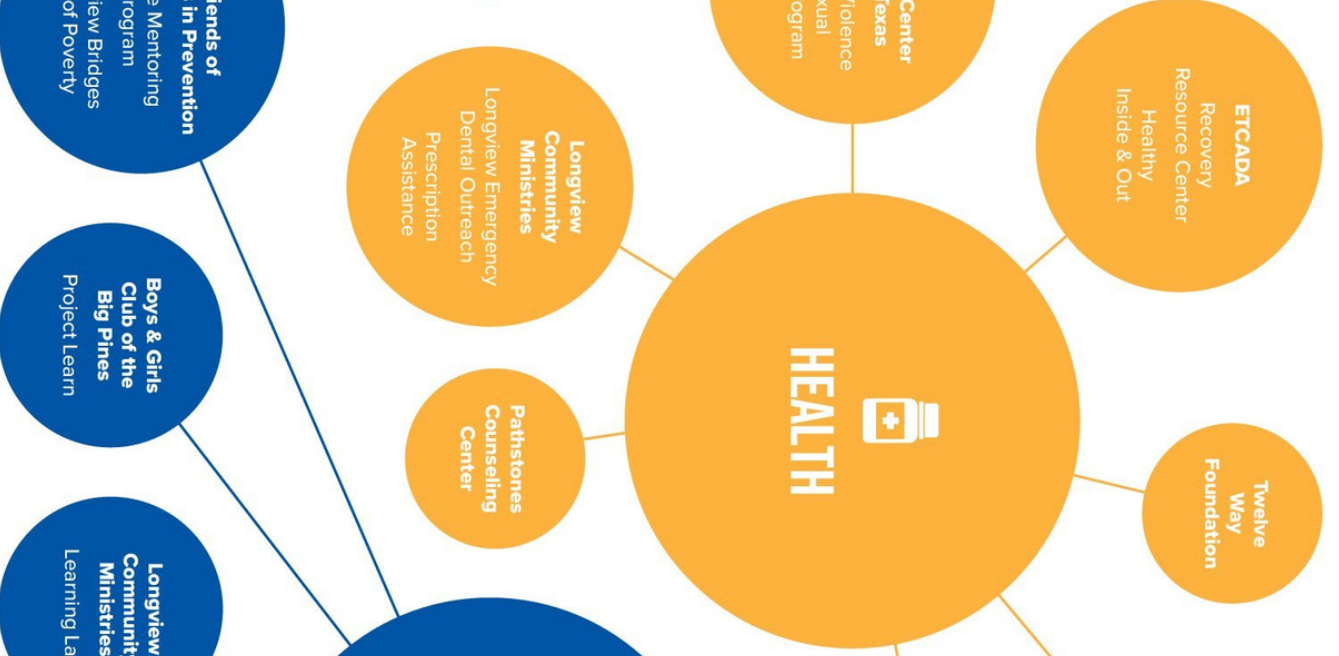 ETCADA
Recovery
Resource Center
Healthy
Inside & Out
Twelve
Way
Foundation
Center
Texas
iolence
xual
ogram
HEALTH
Longview
Community
Ministries
Longview Emergency
Dental Outreach
Prescription
Assistance
Pathstones
Counseling
Center
iends of
s in Prevention
e Mentoring
rogram
iew Bridges
of Poverty
Boys & Girls
Club of the
Big Pines
Project Learn
Longview
Community
Ministries
Learning La